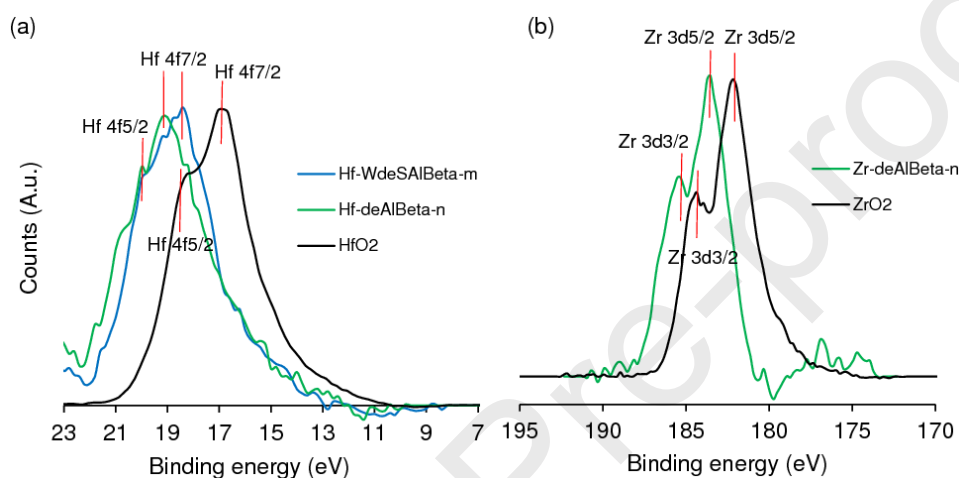 (a)
Hf 4f7/2
Hf 4f7/2
Hf 4f5/2
Hf 4f5/2
Hf-WdeSAlBeta-m
Hf-deAlBeta-n
HfO2
Counts (A.u.)
23 21 19 17 15 13 11 9 7
Binding energy (eV)
(b)
Zr 3d5/2 Zr 3d5/2
Zr 3d3/2
Zr 3d3/2
Zr-deAlBeta-n
ZrO2
195 190 185 180 175 170
Binding energy (eV)
Pre-proo